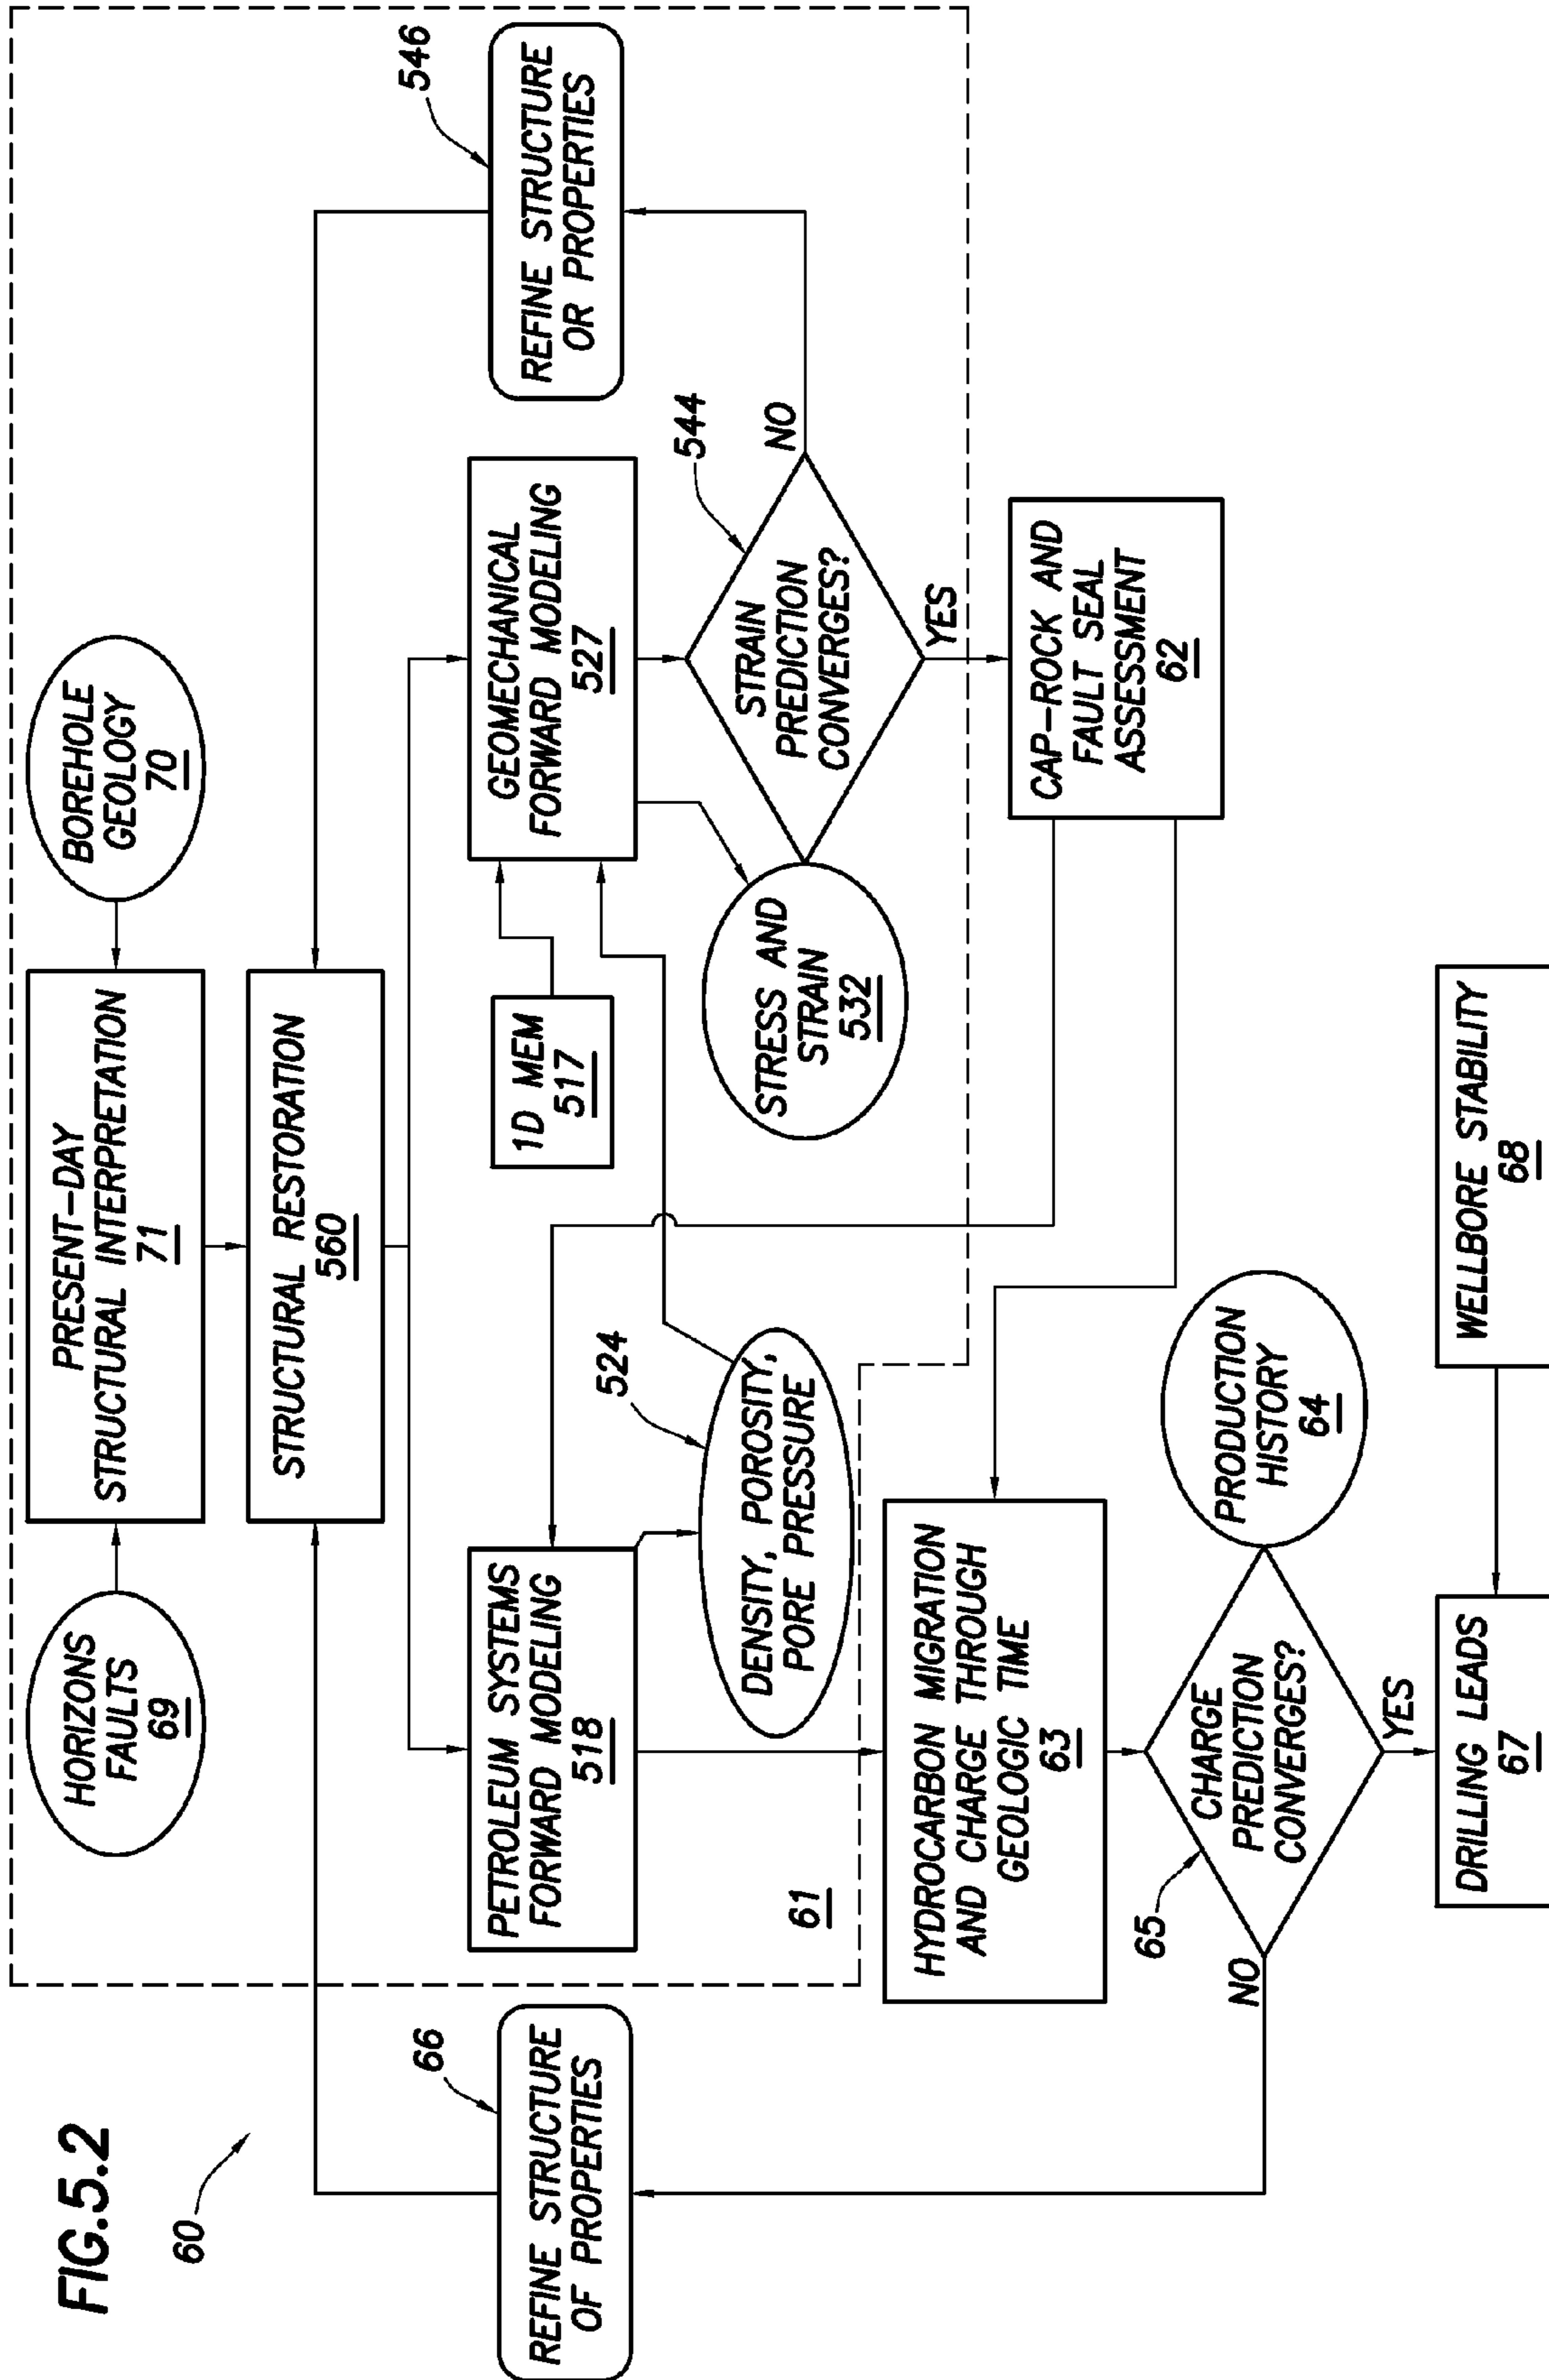 FIG.5.2
60
HORIZONS
FAULTS
69
PRESENT-DAY
STRUCTURAL INTERPRETATION
71
BOREHOLE
GEOLOGY
70
STRUCTURAL RESTORATION
560
66
REFINE STRUCTURE
OF PROPERTIES
PETROLEUM SYSTEMS
FORWARD MODELING
518
1D MEM
517
GEOMECHANICAL
FORWARD MODELING
527
546
REFINE STRUCTURE
OR PROPERTIES
524
DENSITY, POROSITY,
PORE PRESSURE
STRESS AND
STRAIN
532
544
STRAIN
PREDICTION
CONVERGES?
NO
YES
61
HYDROCARBON MIGRATION
AND CHARGE THROUGH
GEOLOGIC TIME
63
CAP-ROCK AND
FAULT SEAL
ASSESSMENT
62
65
CHARGE
PREDICTION
CONVERGES?
NO
YES
PRODUCTION
HISTORY
64
DRILLING LEADS
67
WELLBORE STABILITY
68